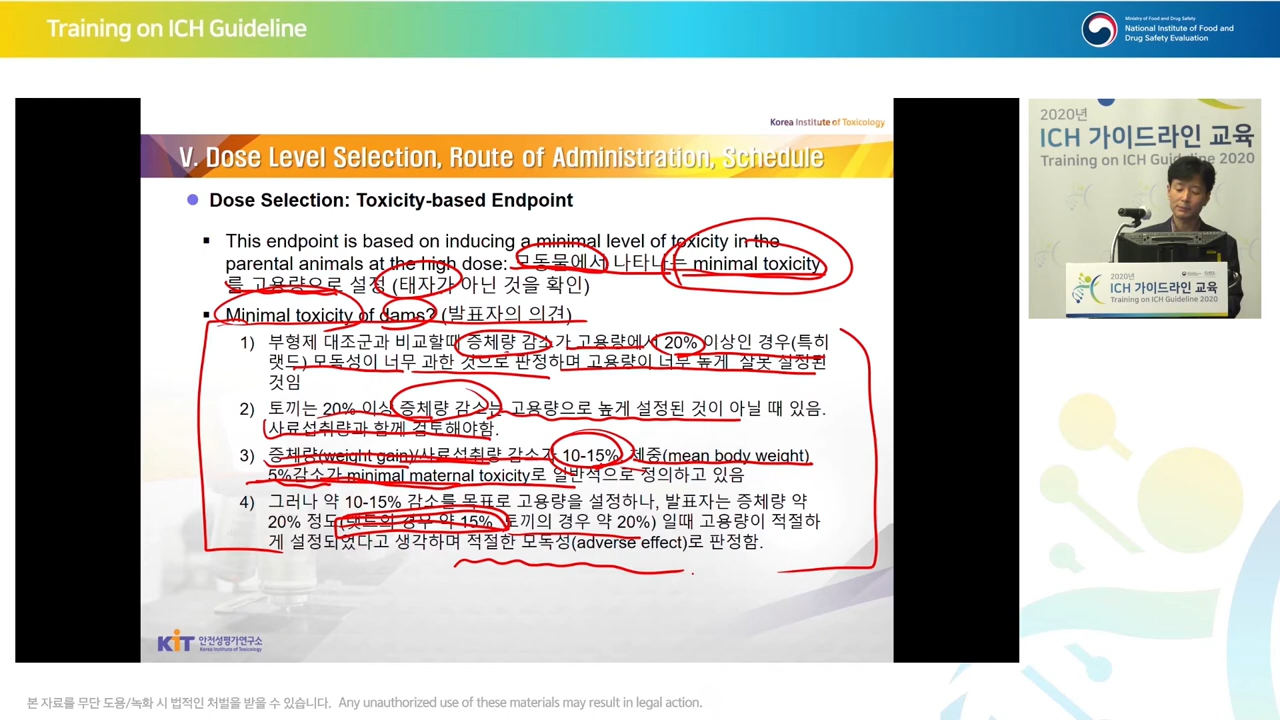 Training on ICH Guideline
Ministry of Food and Drug Safety
National Institute of Food and
Drug Safety Evaluation
Korea Institute of Toxicology
V. Dose Level Selection, Route of Administration, Schedule
Dose Selection: Toxicity-based Endpoint
This endpoint is based on inducing a minimal level of toxicity in the
parental animals at the high dose: 모동물에서 나타나는 minimal toxicity
를 고용량으로 설정 (태자가 아닌 것을 확인)
Minimal toxicity of dams? (발표자의 의견)
1) 부형제 대조군과 비교할때 증체량 감소가 고용량에서 20% 이상인 경우(특히
랫드) 모독성이 너무 과한 것으로 판정하며 고용량이 너무 높게 잘못 설정된
것임
2) 토끼는 20% 이상 증체량 감소는 고용량으로 높게 설정된 것이 아닐 때 있음.
사료섭취량과 함께 검토해야함.
3) 증체량(weight gain)/사료섭취량 감소가 10-15% 체중(mean body weight)
5%감소가 minimal maternal toxicity로 일반적으로 정의하고 있음
4) 그러나 약 10-15% 감소를 목표로 고용량을 설정하나, 발표자는 증체량 약
20% 정도(랫드의 경우 약 15% 토끼의 경우 약 20%) 일때 고용량이 적절하
게 설정되었다고 생각하며 적절한 모독성(adverse effect)로 판정함.
KIT 안전성평가연구소
Korea Institute of Toxicology
2020년
ICH 가이드라인 교육
Training on ICH Guideline 2020
2020년
ICH 가이드라인 교육
Training on ICH Guideline 2020
본 자료를 무단 도용/녹화 시 법적인 처벌을 받을 수 있습니다. Any unauthorized use of these materials may result in legal action.